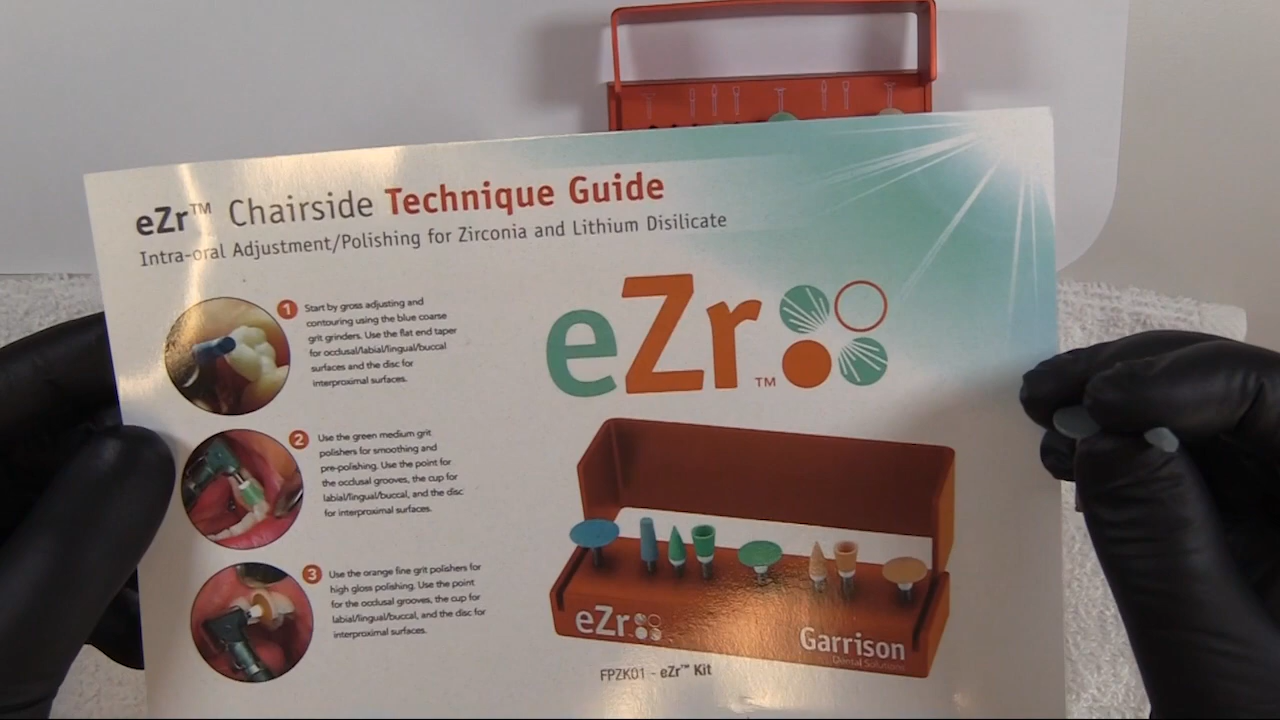 eZr™ Chairside Technique Guide
Intra-oral Adjustment/Polishing for Zirconia and Lithium Disilicate
1
Start by gross adjusting and
contouring using the blue coarse
grit grinders. Use the flat end taper
for occlusal/labial/lingual/buccal
surfaces and the disc for
interproximal surfaces.
2
Use the green medium grit
polishers for smoothing and
pre-polishing. Use the point for
the occlusal grooves, the cup for
labial/lingual/buccal, and the disc
for interproximal surfaces.
3
Use the orange fine grit polishers for
high gloss polishing. Use the point
for the occlusal grooves, the cup for
labial/lingual/buccal, and the disc for
interproximal surfaces.
eZr™
eZr
Garrison
Dental Solutions
FPZK01 - eZr™ Kit